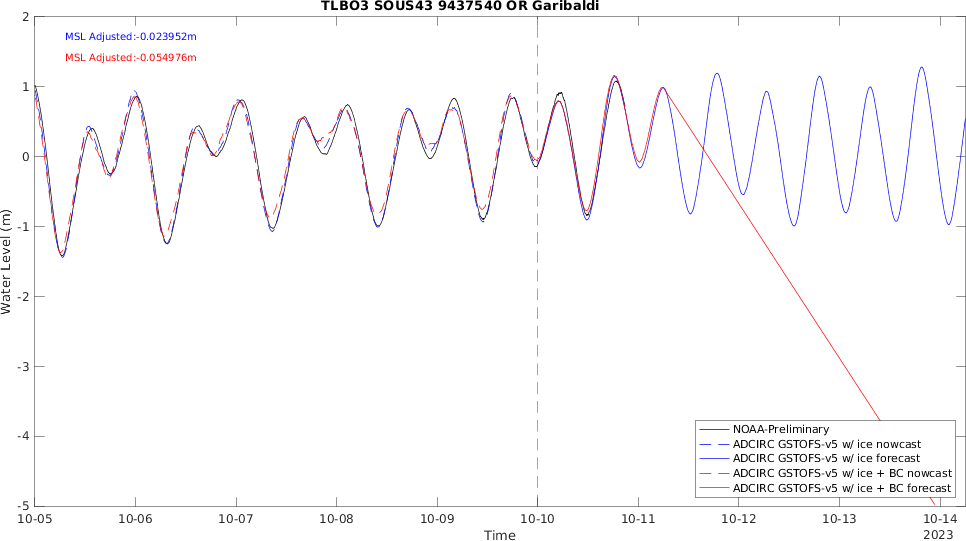 TLBO3 SOUS43 9437540 OR Garibaldi
MSL Adjusted:-0.023952m
MSL Adjusted:-0.054976m
2
1
0
-1
-2
-3
-4
-5
Water Level (m)
NOAA-Preliminary
ADCIRC GSTOFS-v5 w/ ice nowcast
ADCIRC GSTOFS-v5 w/ ice forecast
ADCIRC GSTOFS-v5 w/ ice + BC nowcast
ADCIRC GSTOFS-v5 w/ ice + BC forecast
10-05 10-06 10-07 10-08 10-09 10-10 10-11 10-12 10-13 10-14
Time
2023